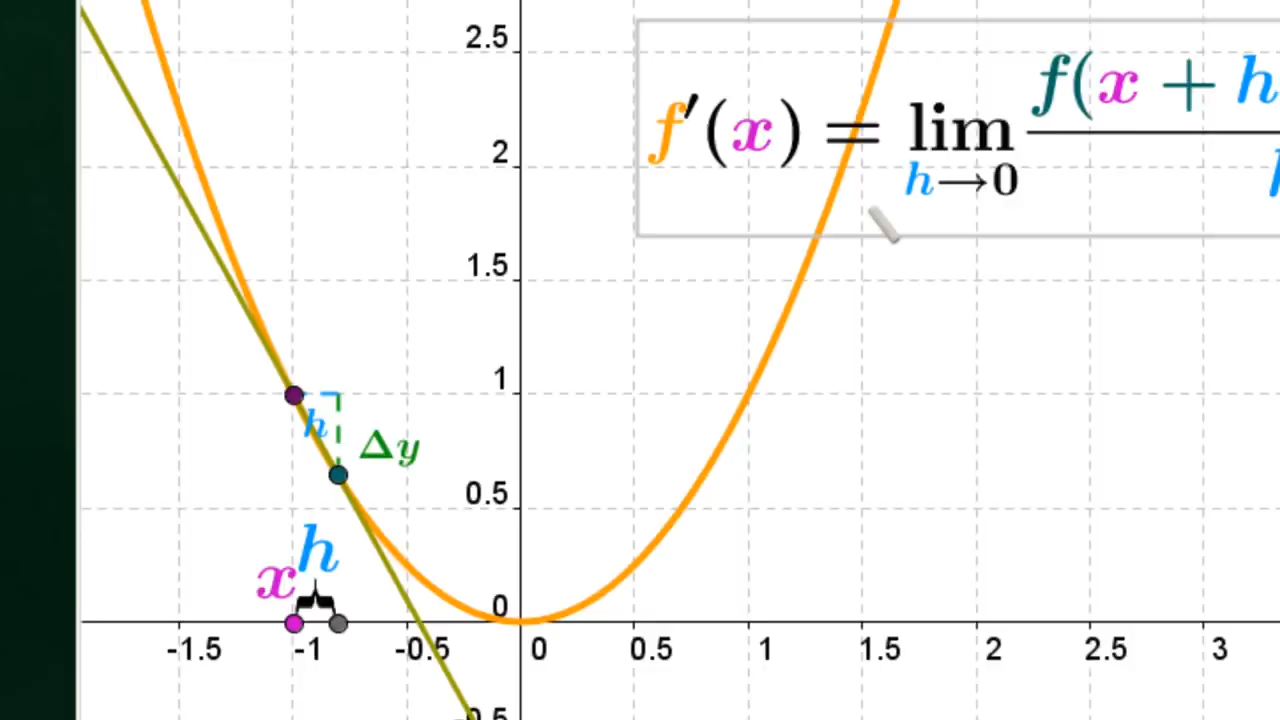 2.5
f(x + h
f′(x) = lim
h→0
h
2
1.5
1
h
Δy
0.5
h
x
0
-1.5 -1 -0.5 0 0.5 1 1.5 2 2.5 3